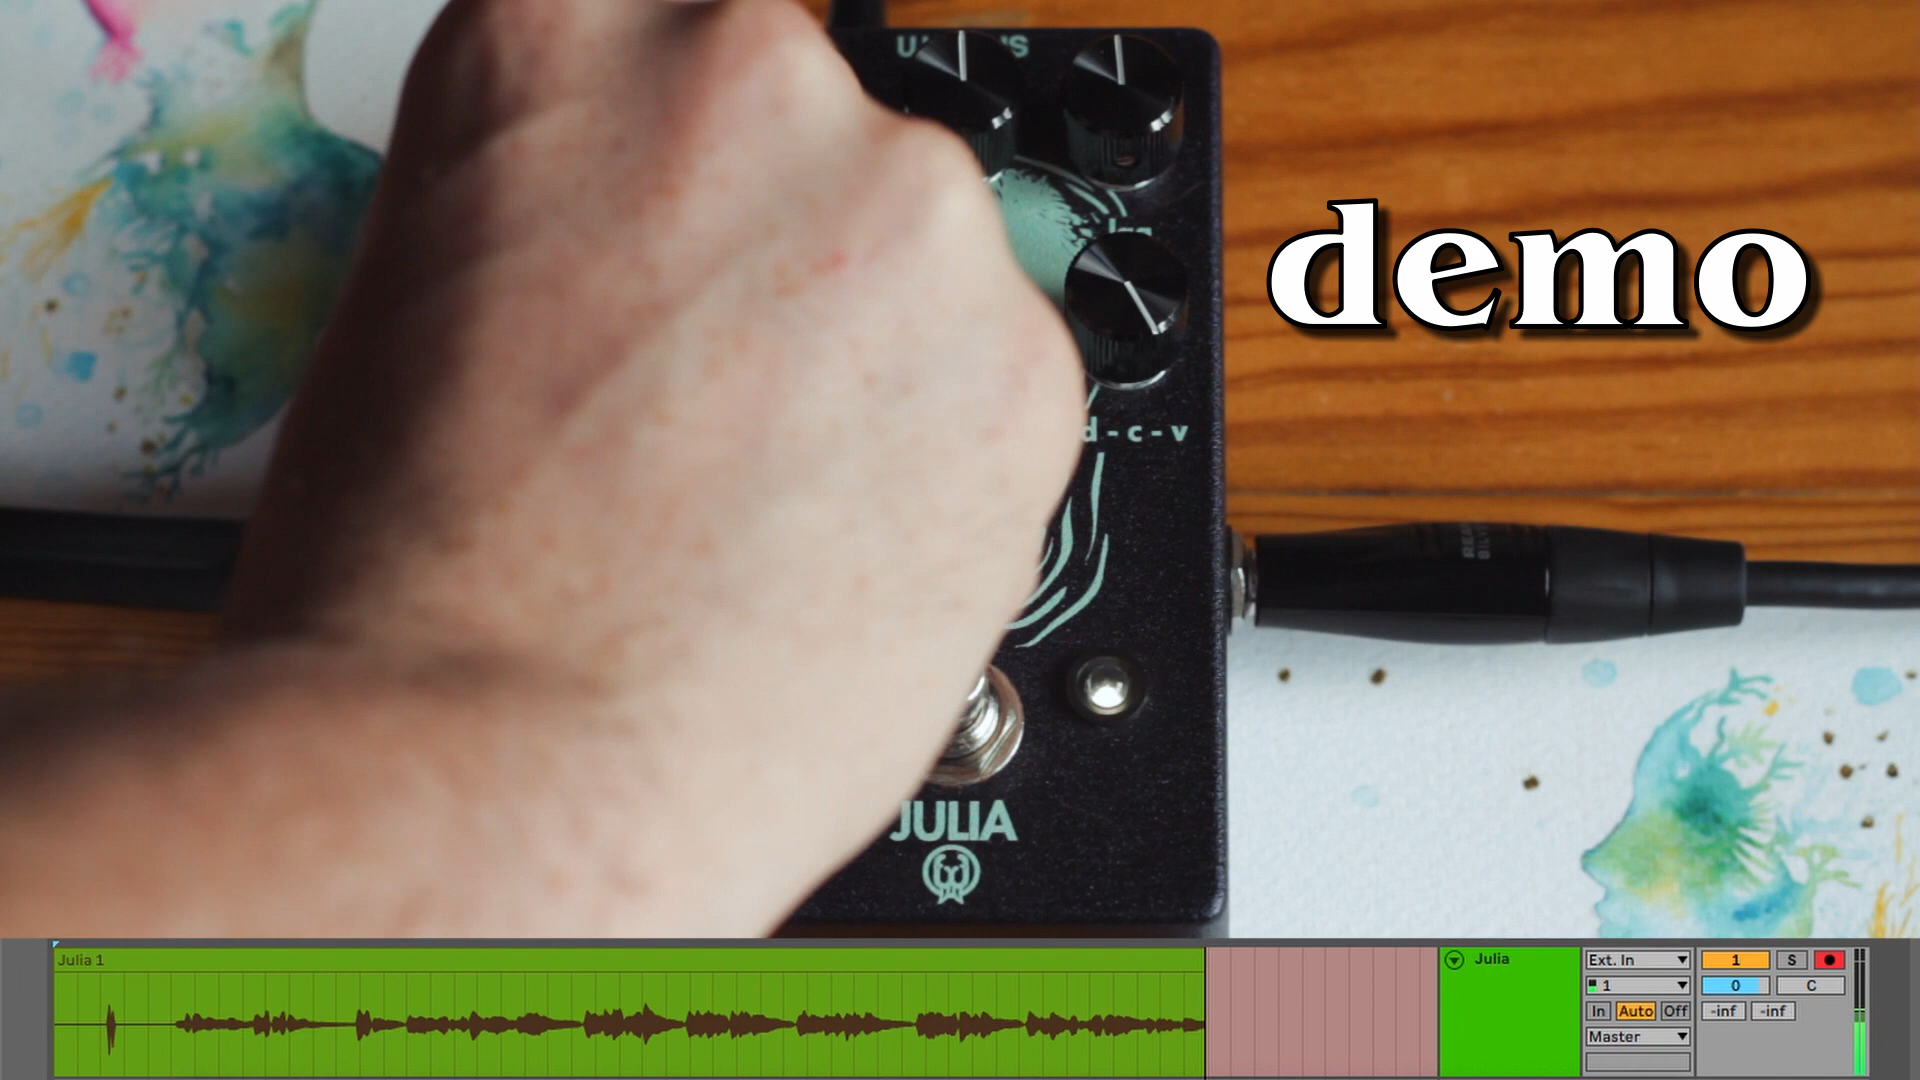 demo
d-c-v
JULIA
Julia 1
Julia
Ext. In
1
S
1
0
C
In
Auto
Off
-inf
-inf
Master